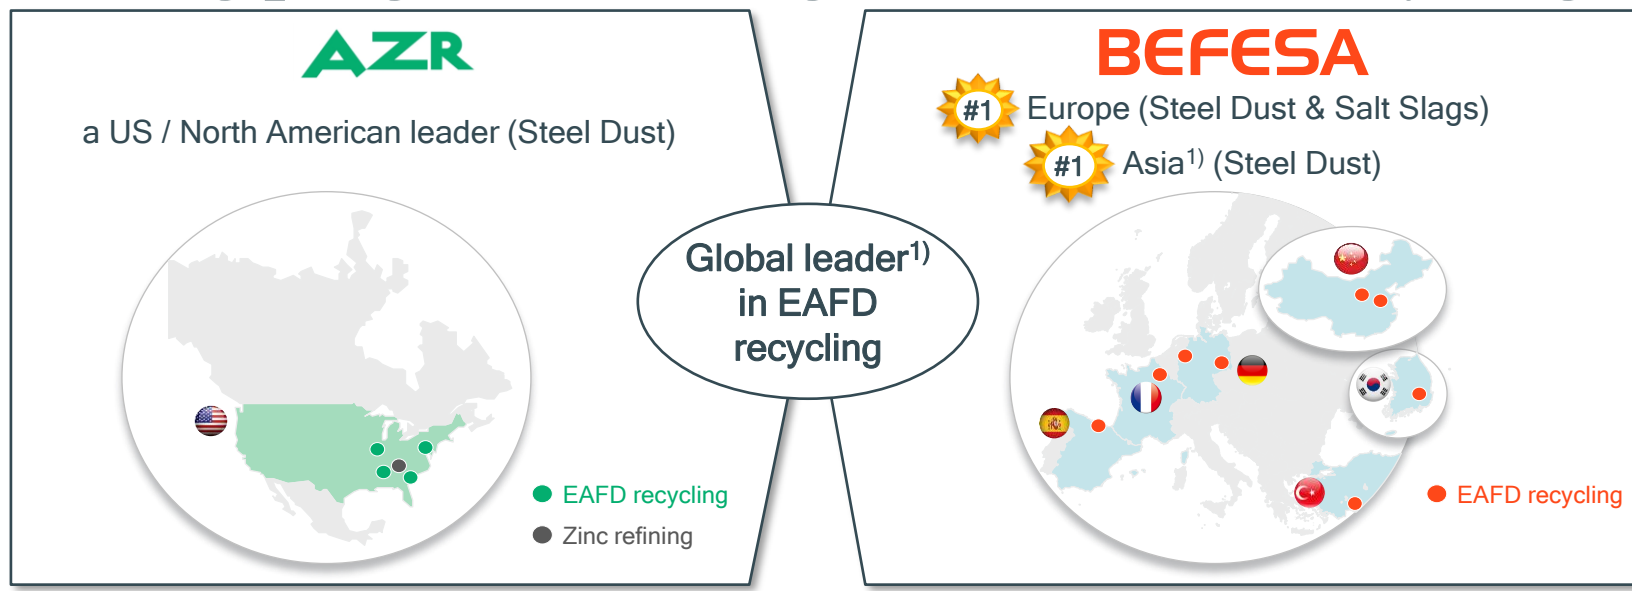 AZR
a US / North American leader (Steel Dust)
EAFD recycling
Zinc refining
Global leader1)
in EAFD
recycling
BEFESA
#1 Europe (Steel Dust & Salt Slags)
#1 Asia1) (Steel Dust)
EAFD recycling